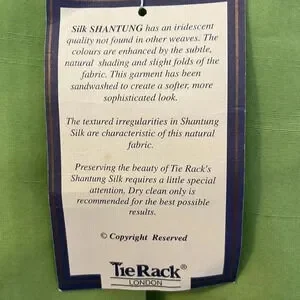 Silk SHANTUNG has an iridescent
quality not found in other weaves. The
colours are enhanced by the subtle,
natural shading and slight folds of the
fabric. This garment has been
sandwashed to create a softer, more
sophisticated look.
The textured irregularities in Shantung
Silk are characteristic of this natural
fabric.
Preserving the beauty of Tie Rack's
Shantung Silk requires a little special
attention. Dry clean only is
recommended for the best possible
results.
© Copyright Reserved
Tie Rack®
LONDON